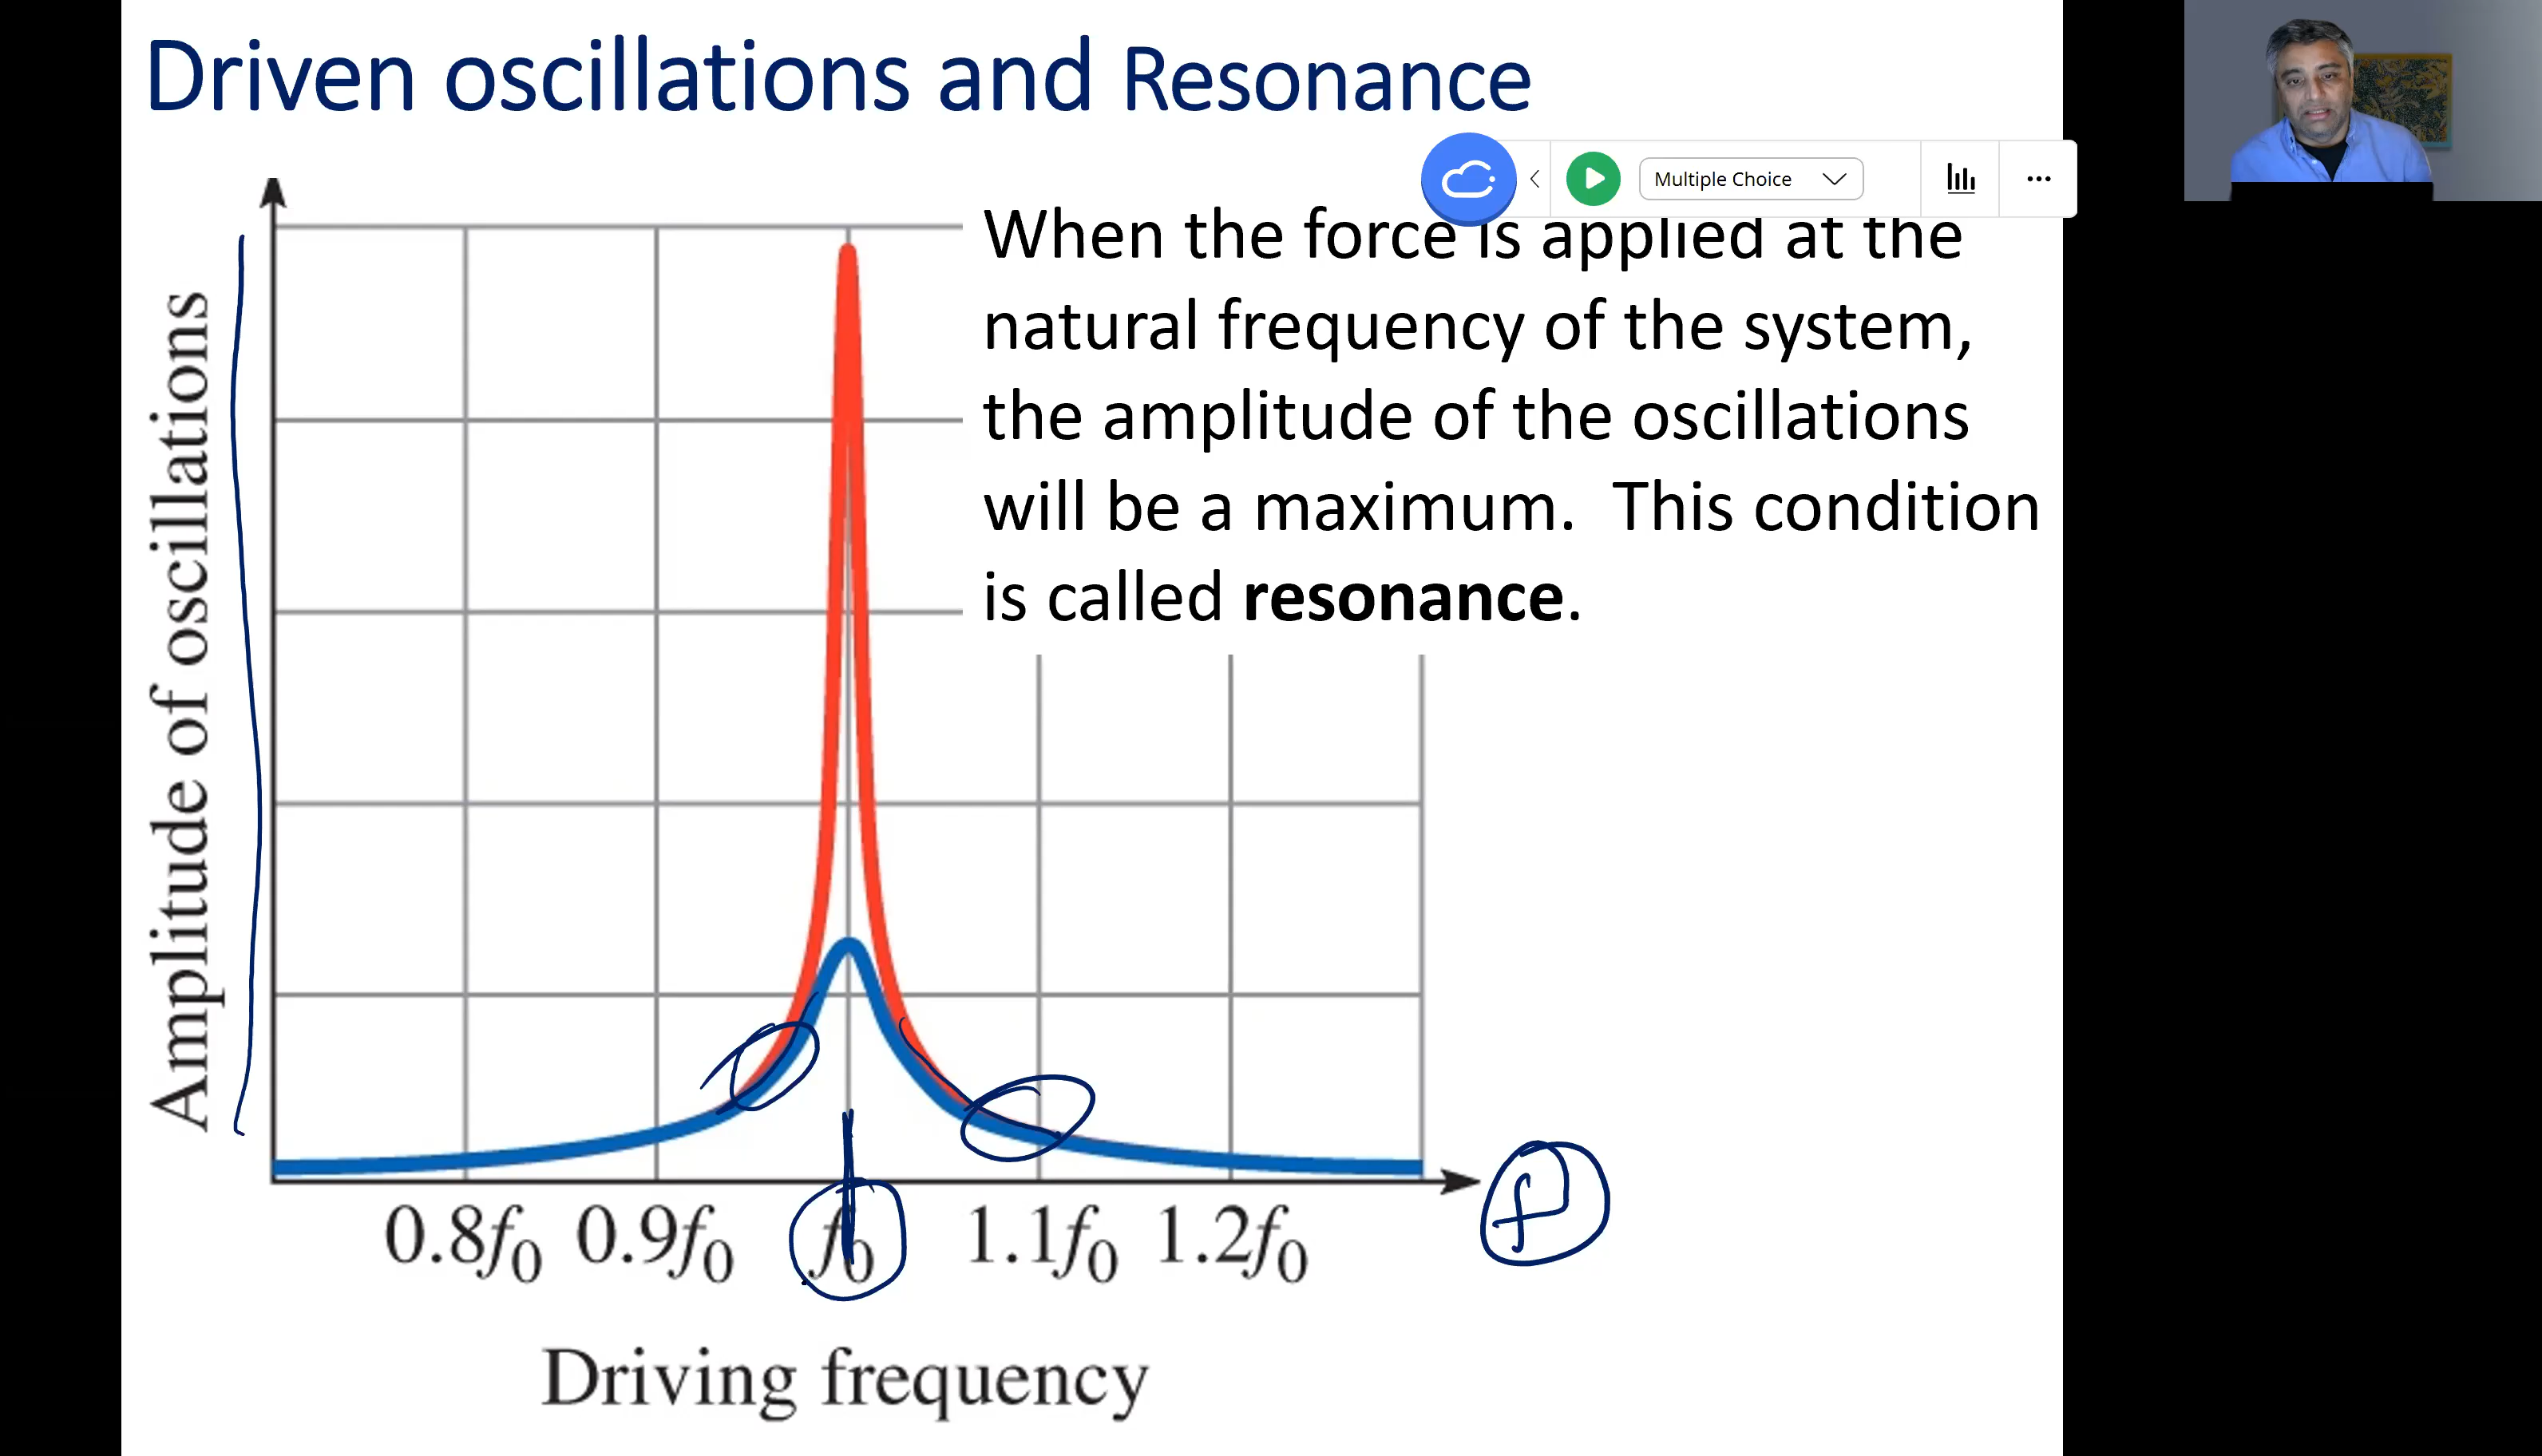 Driven oscillations and Resonance
Multiple Choice
When the force is applied at the
natural frequency of the system,
the amplitude of the oscillations
will be a maximum. This condition
is called resonance.
Amplitude of oscillations
0.8f₀ 0.9f₀ f₀ 1.1f₀ 1.2f₀
f
Driving frequency